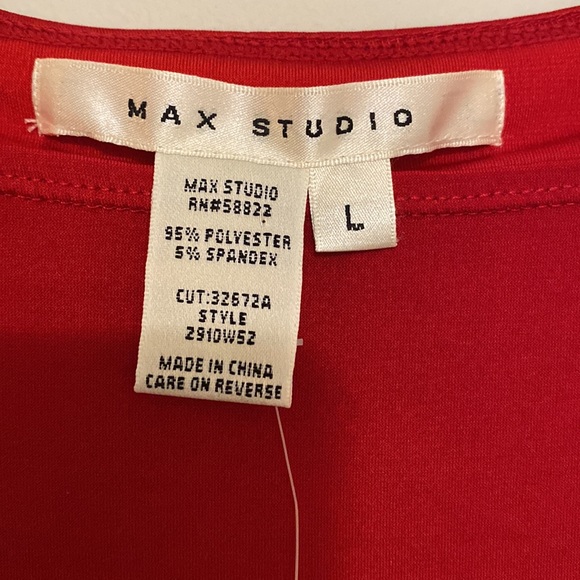 MAX STUDIO
MAX STUDIO
RN#58822
L
95% POLYESTER
5% SPANDEX
CUT:32672A
STYLE
2910W52
MADE IN CHINA
CARE ON REVERSE